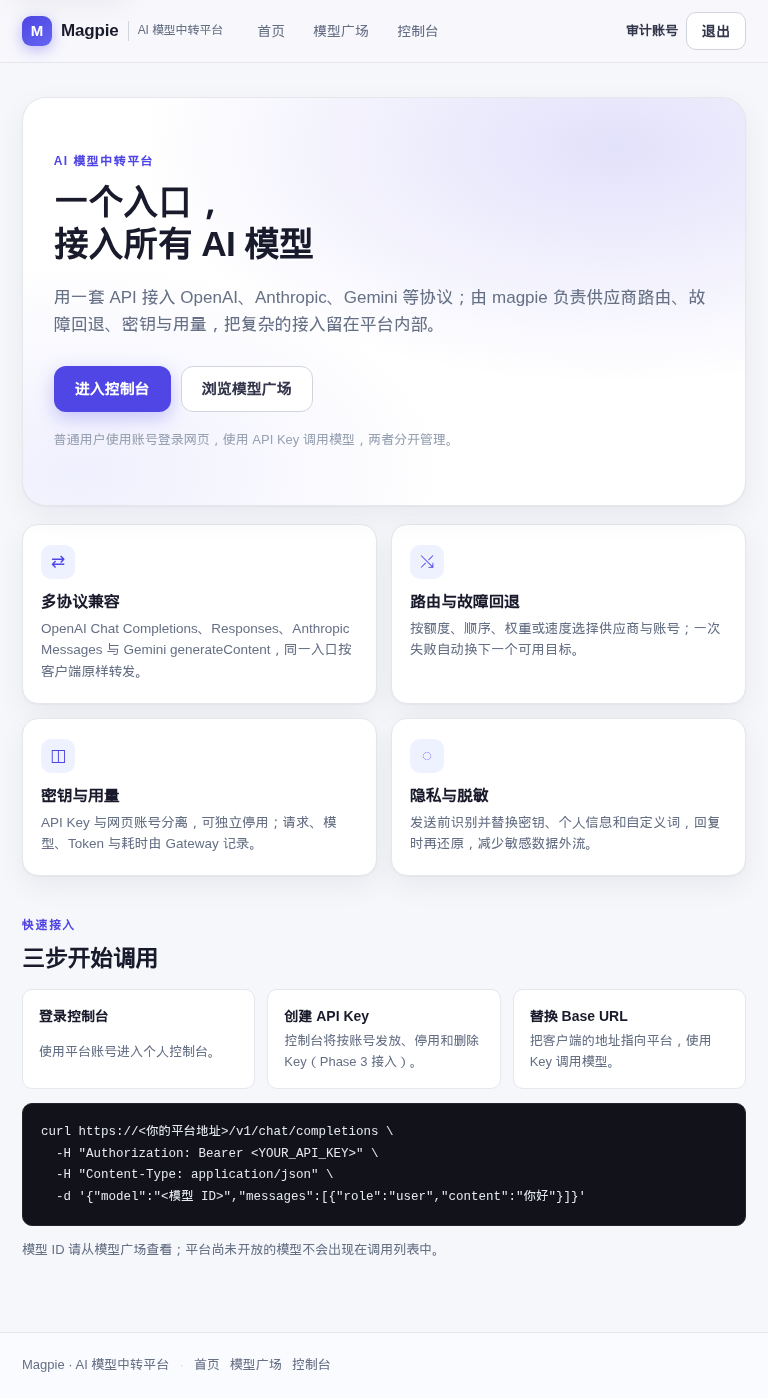 M Magpie AI 模型中转平台 首页 模型广场 控制台 审计账号 退出
AI 模型中转平台
一个入口，
接入所有 AI 模型
用一套 API 接入 OpenAI、Anthropic、Gemini 等协议；由 magpie 负责供应商路由、故
障回退、密钥与用量，把复杂的接入留在平台内部。
进入控制台 浏览模型广场
普通用户使用账号登录网页，使用 API Key 调用模型，两者分开管理。
多协议兼容
OpenAI Chat Completions、Responses、Anthropic
Messages 与 Gemini generateContent，同一入口按
客户端原样转发。
路由与故障回退
按额度、顺序、权重或速度选择供应商与账号；一次
失败自动换下一个可用目标。
密钥与用量
API Key 与网页账号分离，可独立停用；请求、模
型、Token 与耗时由 Gateway 记录。
隐私与脱敏
发送前识别并替换密钥、个人信息和自定义词，回复
时再还原，减少敏感数据外流。
快速接入
三步开始调用
登录控制台
使用平台账号进入个人控制台。
创建 API Key
控制台将按账号发放、停用和删除
Key（Phase 3 接入）。
替换 Base URL
把客户端的地址指向平台，使用
Key 调用模型。
curl https://<你的平台地址>/v1/chat/completions \
  -H "Authorization: Bearer <YOUR_API_KEY>" \
  -H "Content-Type: application/json" \
  -d '{"model":"<模型 ID>","messages":[{"role":"user","content":"你好"}]}'
模型 ID 请从模型广场查看；平台尚未开放的模型不会出现在调用列表中。
Magpie · AI 模型中转平台 · 首页 模型广场 控制台